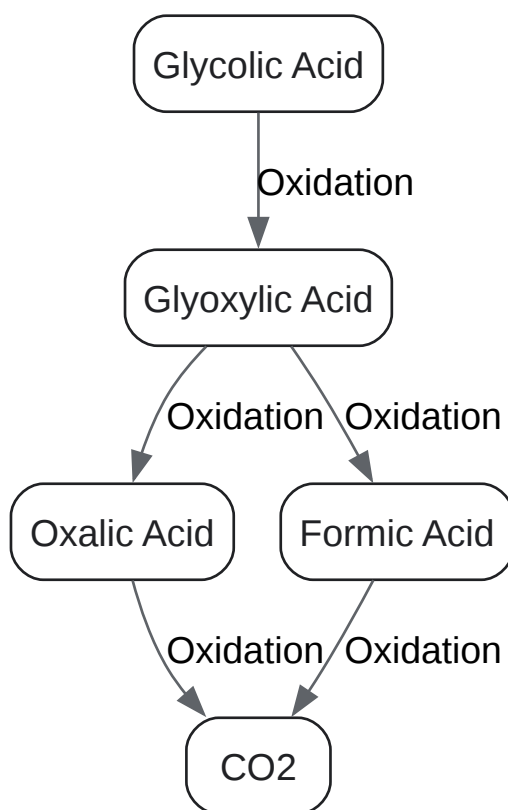 Glycolic Acid
Oxidation
Glyoxylic Acid
Oxidation Oxidation
Oxalic Acid
Formic Acid
Oxidation Oxidation
CO2